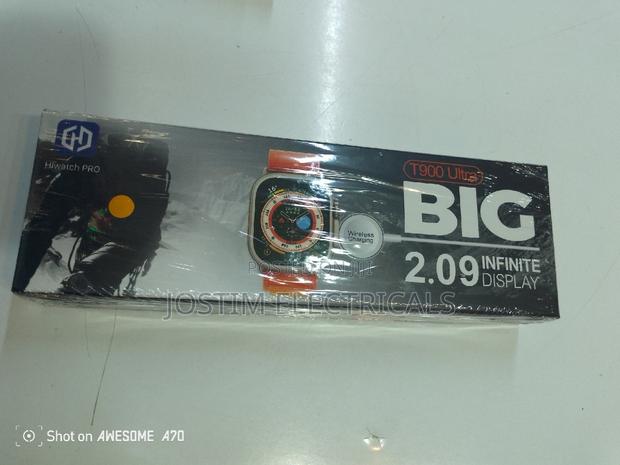 Hiwatch PRO
T900 Ultra
BIG
2.09 INFINITE
DISPLAY
Wireless
Charging
JOSTIM ELECTRICALS
Shot on AWESOME A70